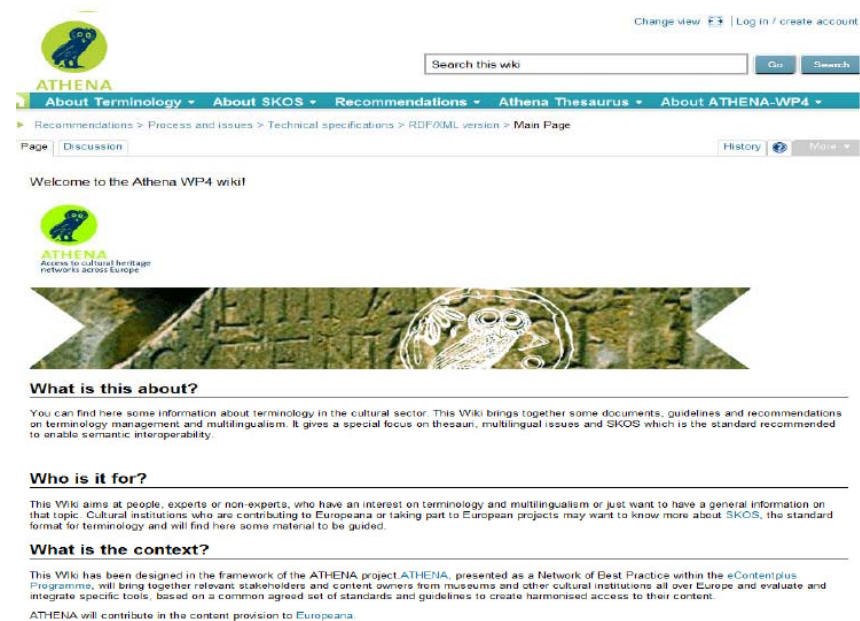 Change view | Log in / create account
ATHENA
Search this wiki Go Search
About Terminology About SKOS Recommendations Athena Thesaurus About ATHENA-WP4
Recommendations > Process and issues > Technical specifications > RDF/XML version > Main Page
Page Discussion History ? More
Welcome to the Athena WP4 wiki!
ATHENA
Access to cultural heritage
networks across Europe
What is this about?
You can find here some information about terminology in the cultural sector. This Wiki brings together some documents, guidelines and recommendations
on terminology management and multilingualism. It gives a special focus on thesauri, multilingual issues and SKOS which is the standard recommended
to enable semantic interoperability.
Who is it for?
This Wiki aims at people, experts or non-experts, who have an interest on terminology and multilingualism or just want to have a general information on
that topic. Cultural institutions who are contributing to Europeana or taking part to European projects may want to know more about SKOS, the standard
format for terminology and will find here some material to be guided.
What is the context?
This Wiki has been designed in the framework of the ATHENA project.ATHENA, presented as a Network of Best Practice within the eContentplus
Programme, will bring together relevant stakeholders and content owners from museums and other cultural institutions all over Europe and evaluate and
integrate specific tools, based on a common agreed set of standards and guidelines to create harmonised access to their content.
ATHENA will contribute in the content provision to Europeana.